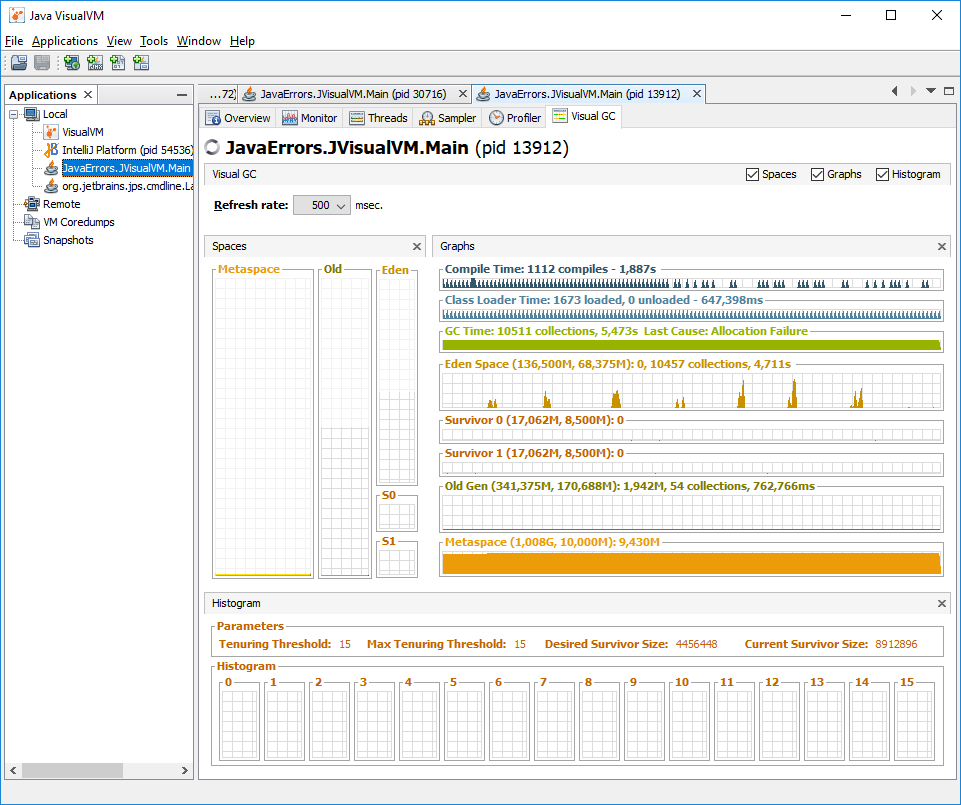 Java VisualVM
File Applications View Tools Window Help
Applications
...72)
JavaErrors.JVisualVM.Main (pid 30716)
JavaErrors.JVisualVM.Main (pid 13912)
Local
VisualVM
IntelliJ Platform (pid 54536)
JavaErrors.JVisualVM.Main
org.jetbrains.jps.cmdline.La
Remote
VM Coredumps
Snapshots
Overview Monitor Threads Sampler Profiler Visual GC
JavaErrors.JVisualVM.Main (pid 13912)
Visual GC Spaces Graphs Histogram
Refresh rate: 500 msec.
Spaces
Metaspace Old Eden
S0
S1
Graphs
Compile Time: 1112 compiles - 1,887s
Class Loader Time: 1673 loaded, 0 unloaded - 647,398ms
GC Time: 10511 collections, 5,473s Last Cause: Allocation Failure
Eden Space (136,500M, 68,375M): 0, 10457 collections, 4,711s
Survivor 0 (17,062M, 8,500M): 0
Survivor 1 (17,062M, 8,500M): 0
Old Gen (341,375M, 170,688M): 1,942M, 54 collections, 762,766ms
Metaspace (1,008G, 10,000M): 9,430M
Histogram
Parameters
Tenuring Threshold: 15 Max Tenuring Threshold: 15 Desired Survivor Size: 4456448 Current Survivor Size: 8912896
Histogram
0 1 2 3 4 5 6 7 8 9 10 11 12 13 14 15